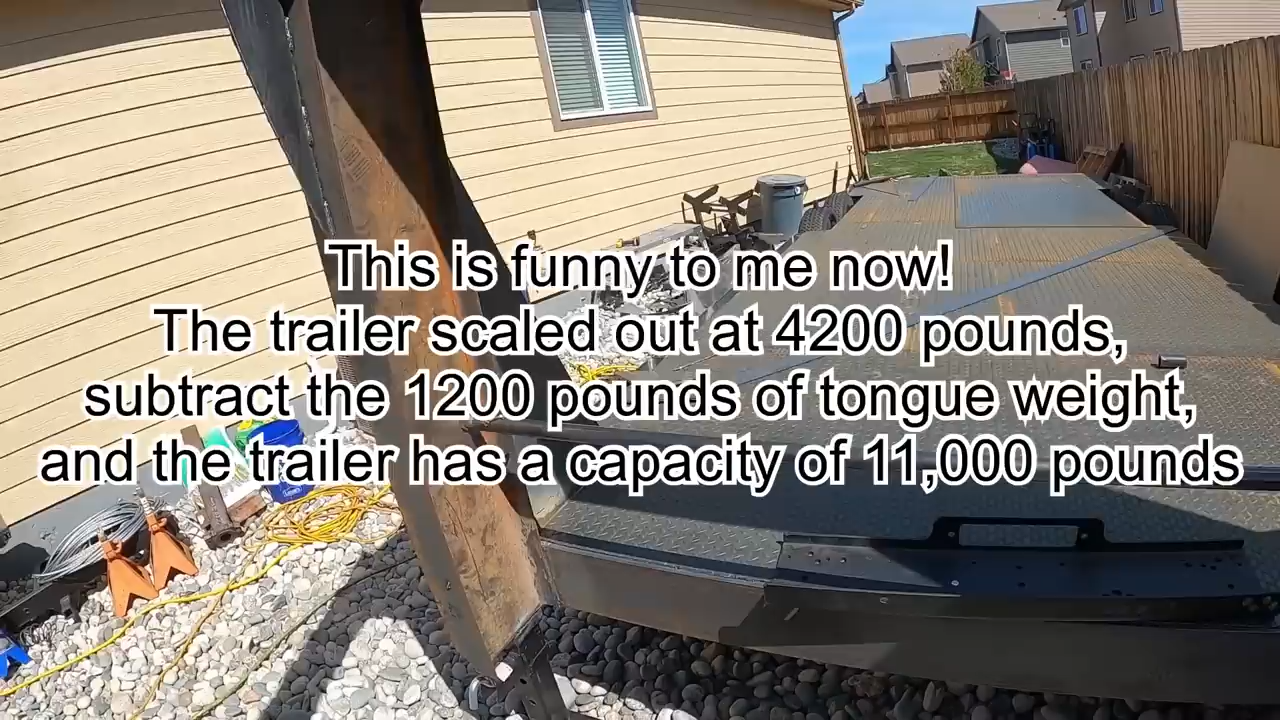 This is funny to me now!
The trailer scaled out at 4200 pounds,
subtract the 1200 pounds of tongue weight,
and the trailer has a capacity of 11,000 pounds